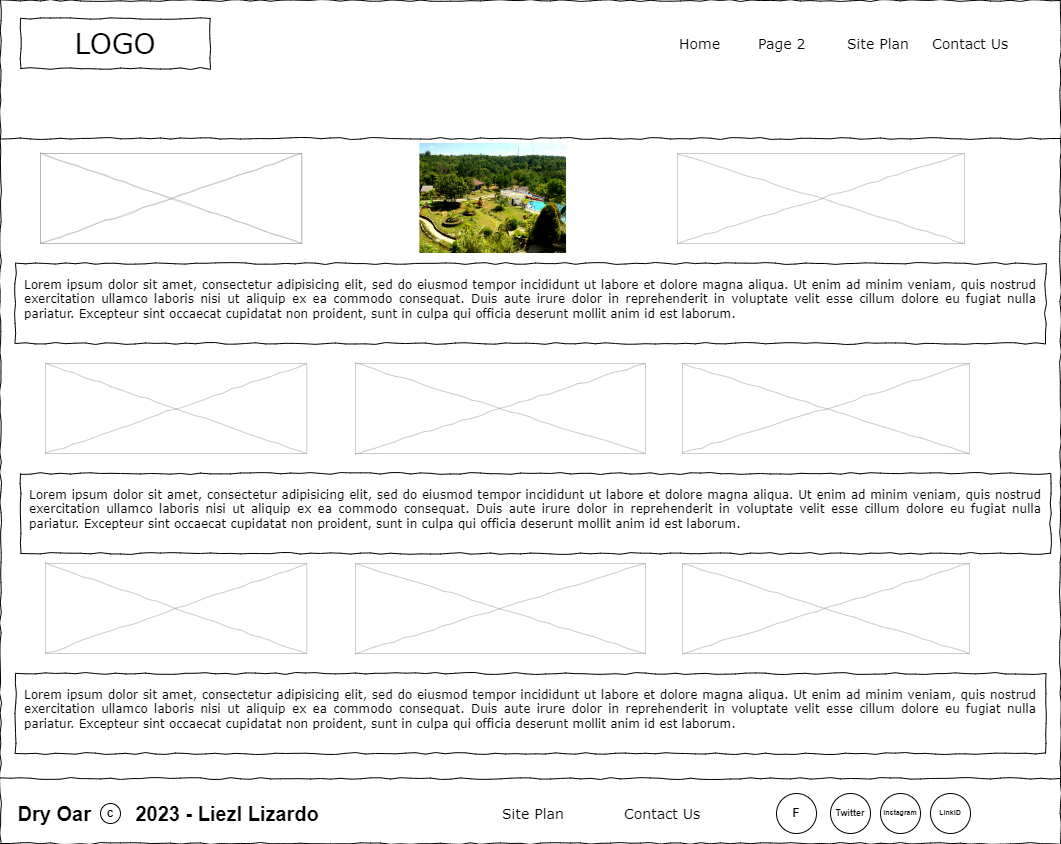 LOGO
Home Page 2 Site Plan Contact Us
Lorem ipsum dolor sit amet, consectetur adipisicing elit, sed do eiusmod tempor incididunt ut labore et dolore magna aliqua. Ut enim ad minim veniam, quis nostrud
exercitation ullamco laboris nisi ut aliquip ex ea commodo consequat. Duis aute irure dolor in reprehenderit in voluptate velit esse cillum dolore eu fugiat nulla
pariatur. Excepteur sint occaecat cupidatat non proident, sunt in culpa qui officia deserunt mollit anim id est laborum.
Lorem ipsum dolor sit amet, consectetur adipisicing elit, sed do eiusmod tempor incididunt ut labore et dolore magna aliqua. Ut enim ad minim veniam, quis nostrud
exercitation ullamco laboris nisi ut aliquip ex ea commodo consequat. Duis aute irure dolor in reprehenderit in voluptate velit esse cillum dolore eu fugiat nulla
pariatur. Excepteur sint occaecat cupidatat non proident, sunt in culpa qui officia deserunt mollit anim id est laborum.
Lorem ipsum dolor sit amet, consectetur adipisicing elit, sed do eiusmod tempor incididunt ut labore et dolore magna aliqua. Ut enim ad minim veniam, quis nostrud
exercitation ullamco laboris nisi ut aliquip ex ea commodo consequat. Duis aute irure dolor in reprehenderit in voluptate velit esse cillum dolore eu fugiat nulla
pariatur. Excepteur sint occaecat cupidatat non proident, sunt in culpa qui officia deserunt mollit anim id est laborum.
Dry Oar c 2023 - Liezl Lizardo Site Plan Contact Us F Twitter Instagram LinkID